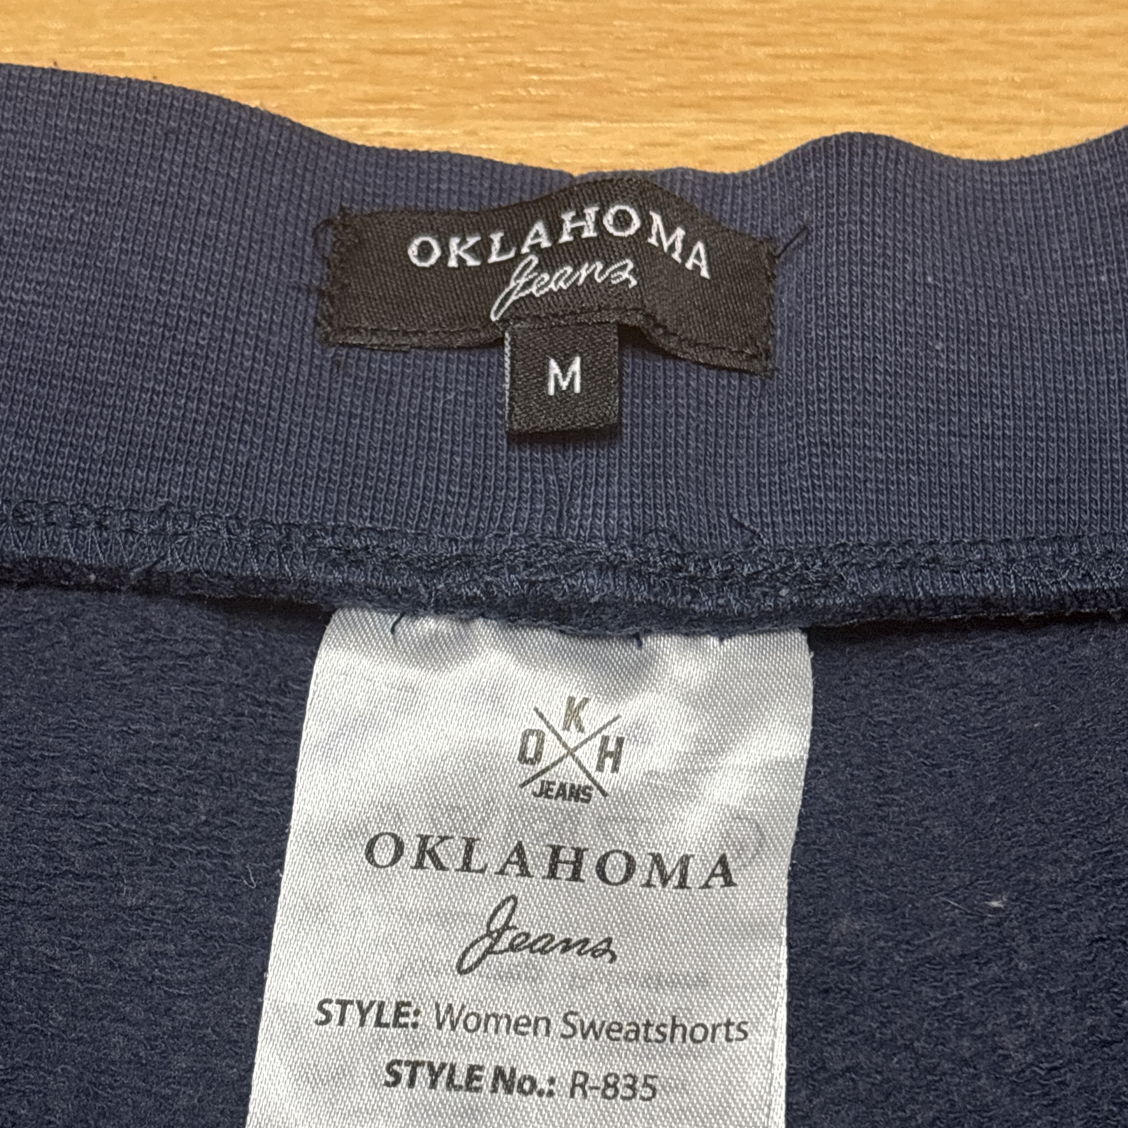 OKLAHOMA
Jeans
M
K
O H
JEANS
OKLAHOMA
Jeans
STYLE: Women Sweatshorts
STYLE No.: R-835